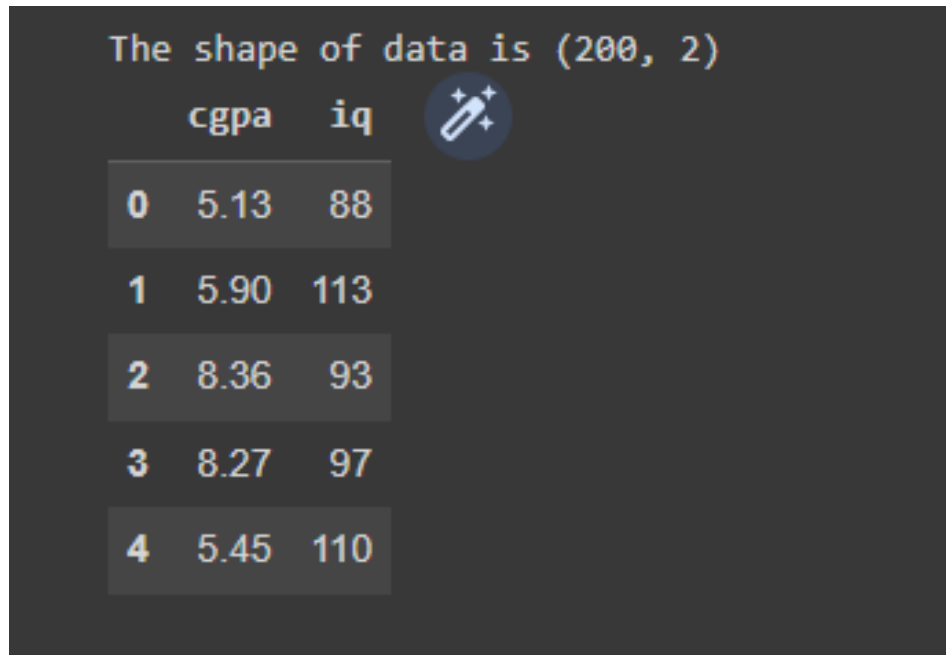 The shape of data is (200, 2)
cgpa iq
0 5.13 88
1 5.90 113
2 8.36 93
3 8.27 97
4 5.45 110